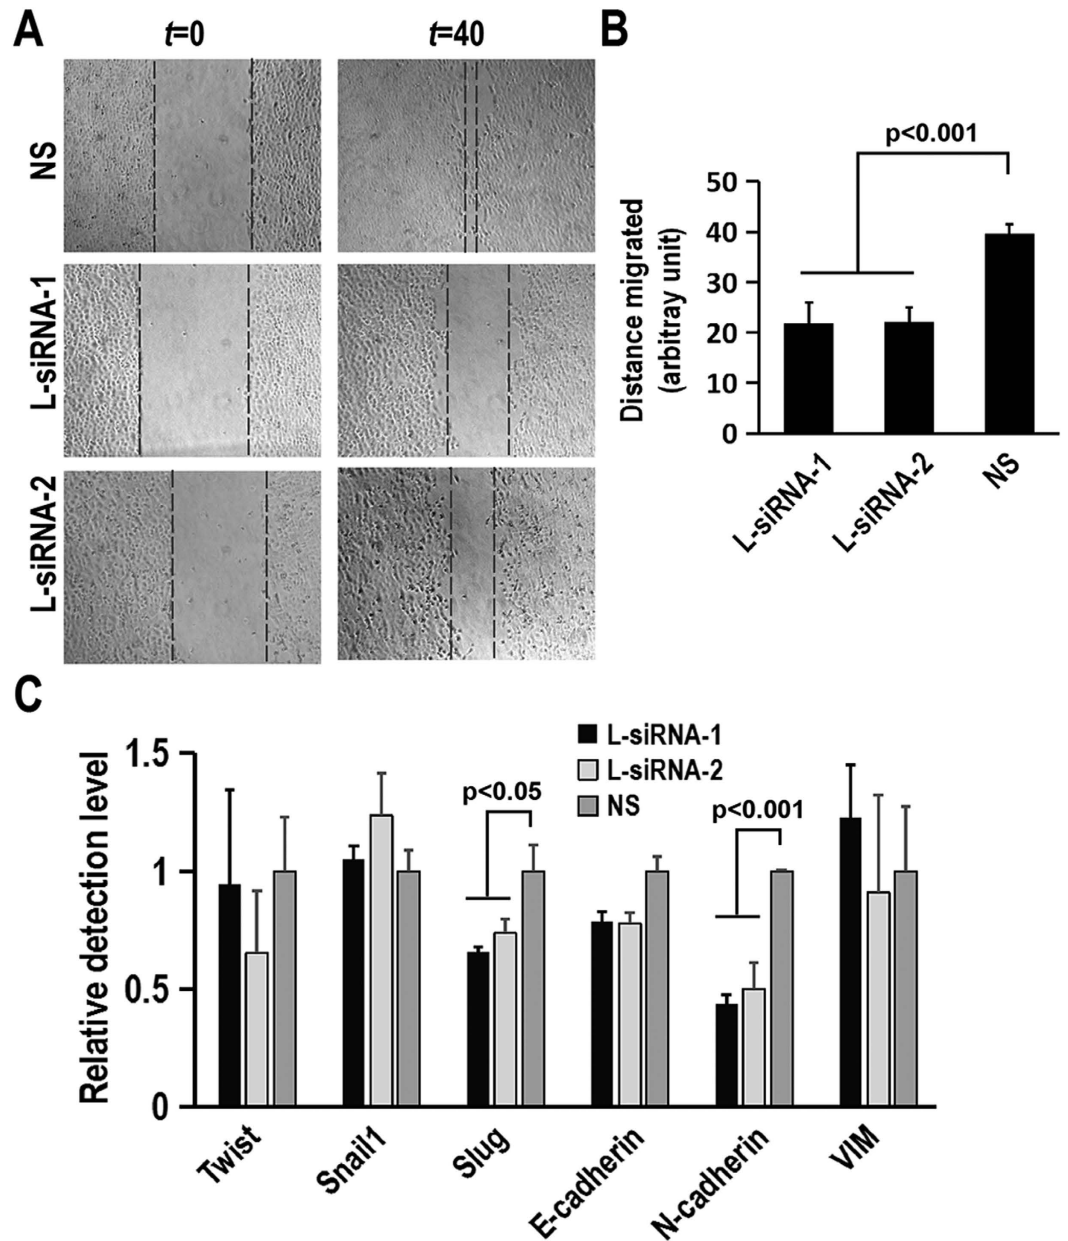 A
t=0
t=40
NS
L-siRNA-1
L-siRNA-2
B
p<0.001
Distance migrated
(arbitray unit)
50
40
30
20
10
0
L-siRNA-1
L-siRNA-2
NS
C
L-siRNA-1
L-siRNA-2
NS
p<0.05
p<0.001
Relative detection level
1.5
1
0.5
0
Twist
Snail1
Slug
E-cadherin
N-cadherin
VIM